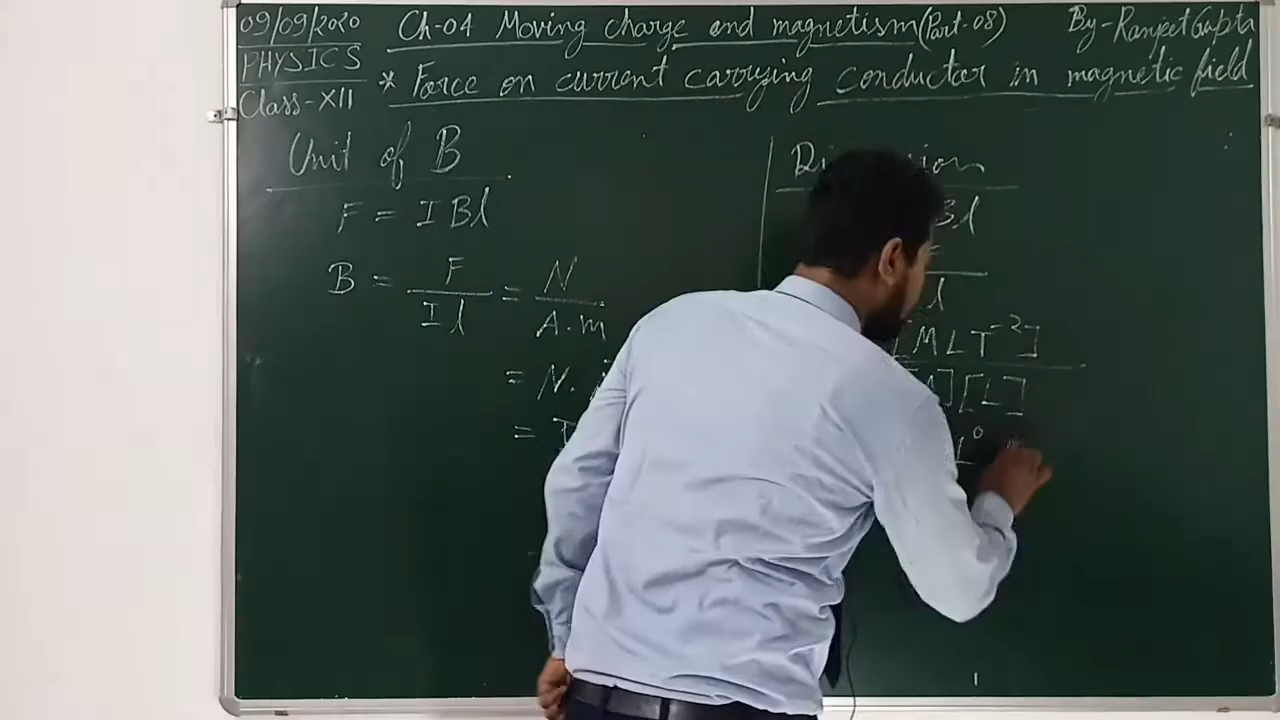 09/09/2020
PHYSICS
Class-XII
Ch-04 Moving charge and magnetism (Part-08)
By-Ranjeet Gupta
* Force on current carrying conductor in magnetic field
Unit of B
F = I B l
B = F / I l = N / A.m
= N.
=
B l
l
[M L T⁻²]
] [L]
L⁰